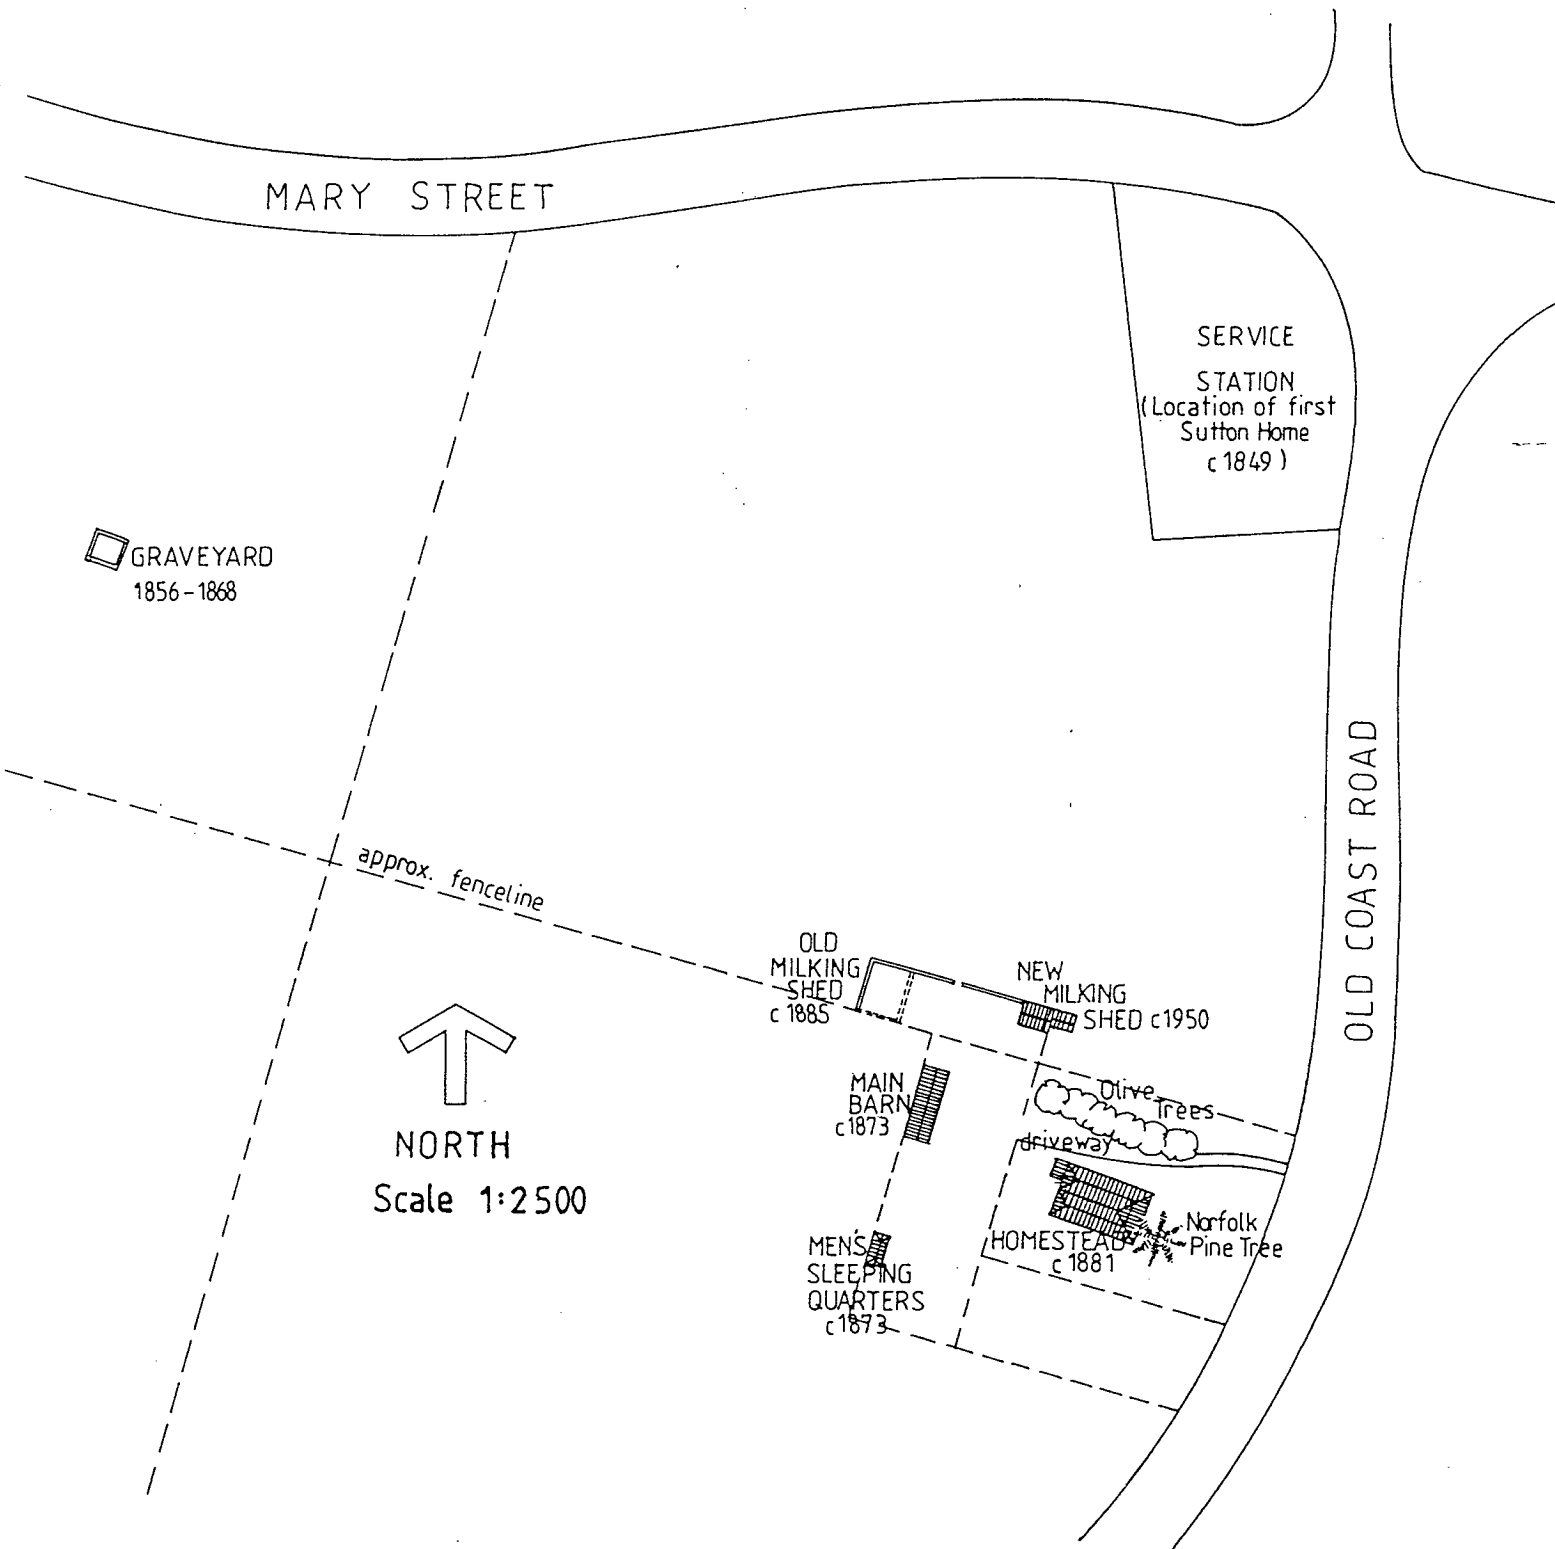 MARY STREET
SERVICE
STATION
(Location of first
Sutton Home
c 1849 )
GRAVEYARD
1856-1868
OLD COAST ROAD
approx. fenceline
OLD
MILKING
SHED
c 1885
NEW
MILKING
SHED c1950
MAIN
BARN
c1873
Olive
Trees
driveway
NORTH
Scale 1:2500
MEN'S
SLEEPING
QUARTERS
c1873
HOMESTEAD
c1881
Norfolk
Pine Tree